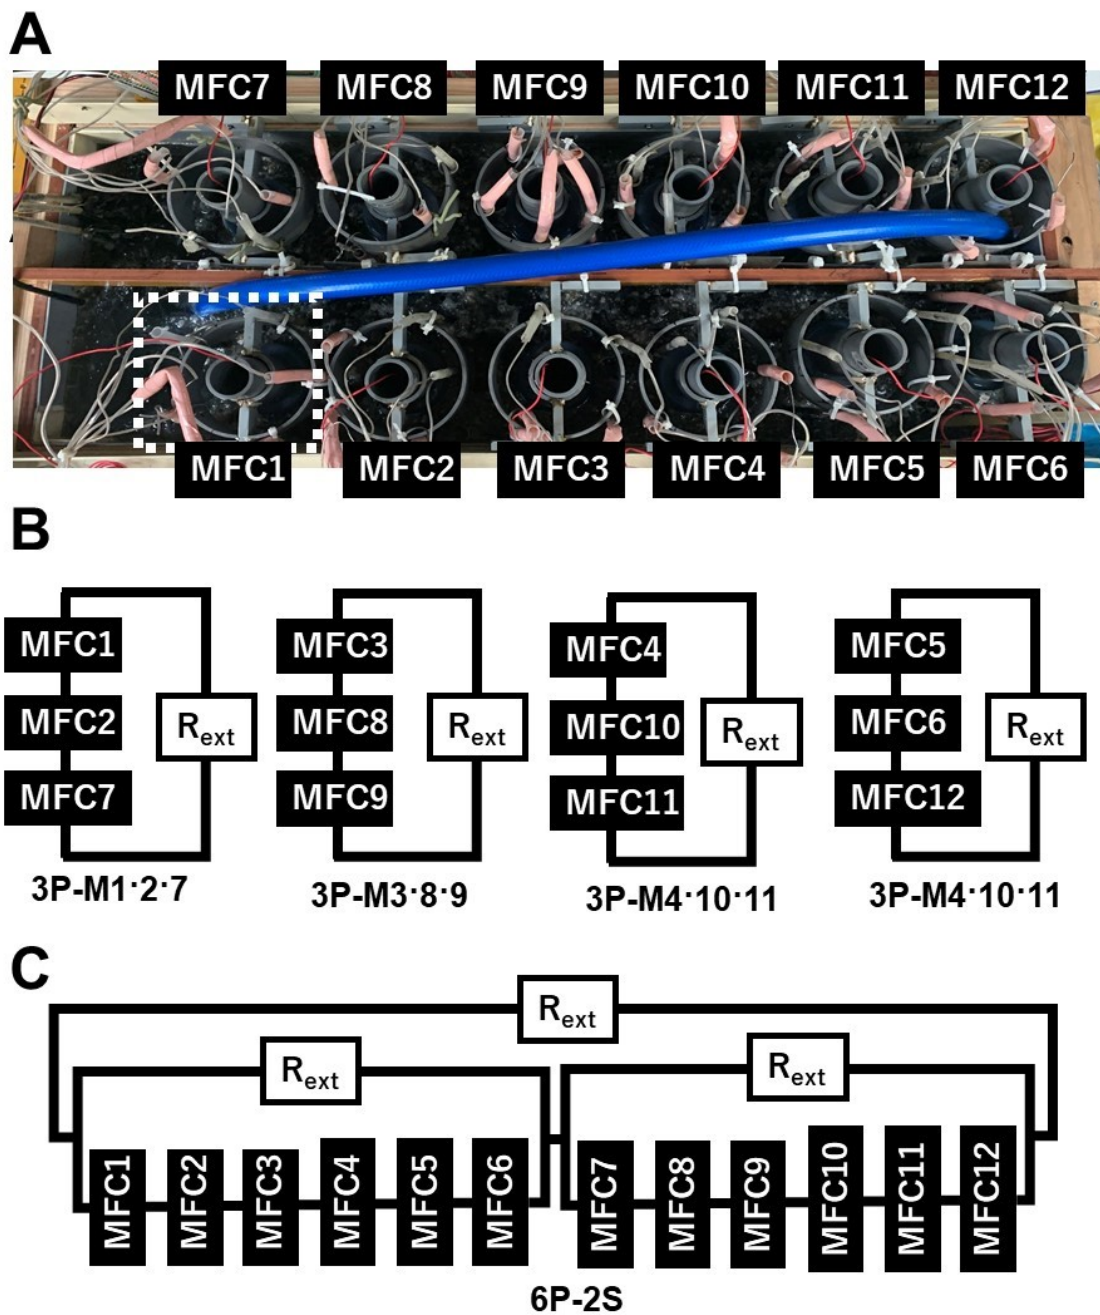 A
MFC7 MFC8 MFC9 MFC10 MFC11 MFC12
MFC1 MFC2 MFC3 MFC4 MFC5 MFC6
B
MFC1
MFC2
MFC7
Rext
3P-M1·2·7
MFC3
MFC8
MFC9
Rext
3P-M3·8·9
MFC4
MFC10
MFC11
Rext
3P-M4·10·11
MFC5
MFC6
MFC12
Rext
3P-M4·10·11
C
Rext
Rext Rext
MFC1 MFC2 MFC3 MFC4 MFC5 MFC6 MFC7 MFC8 MFC9 MFC10 MFC11 MFC12
6P-2S